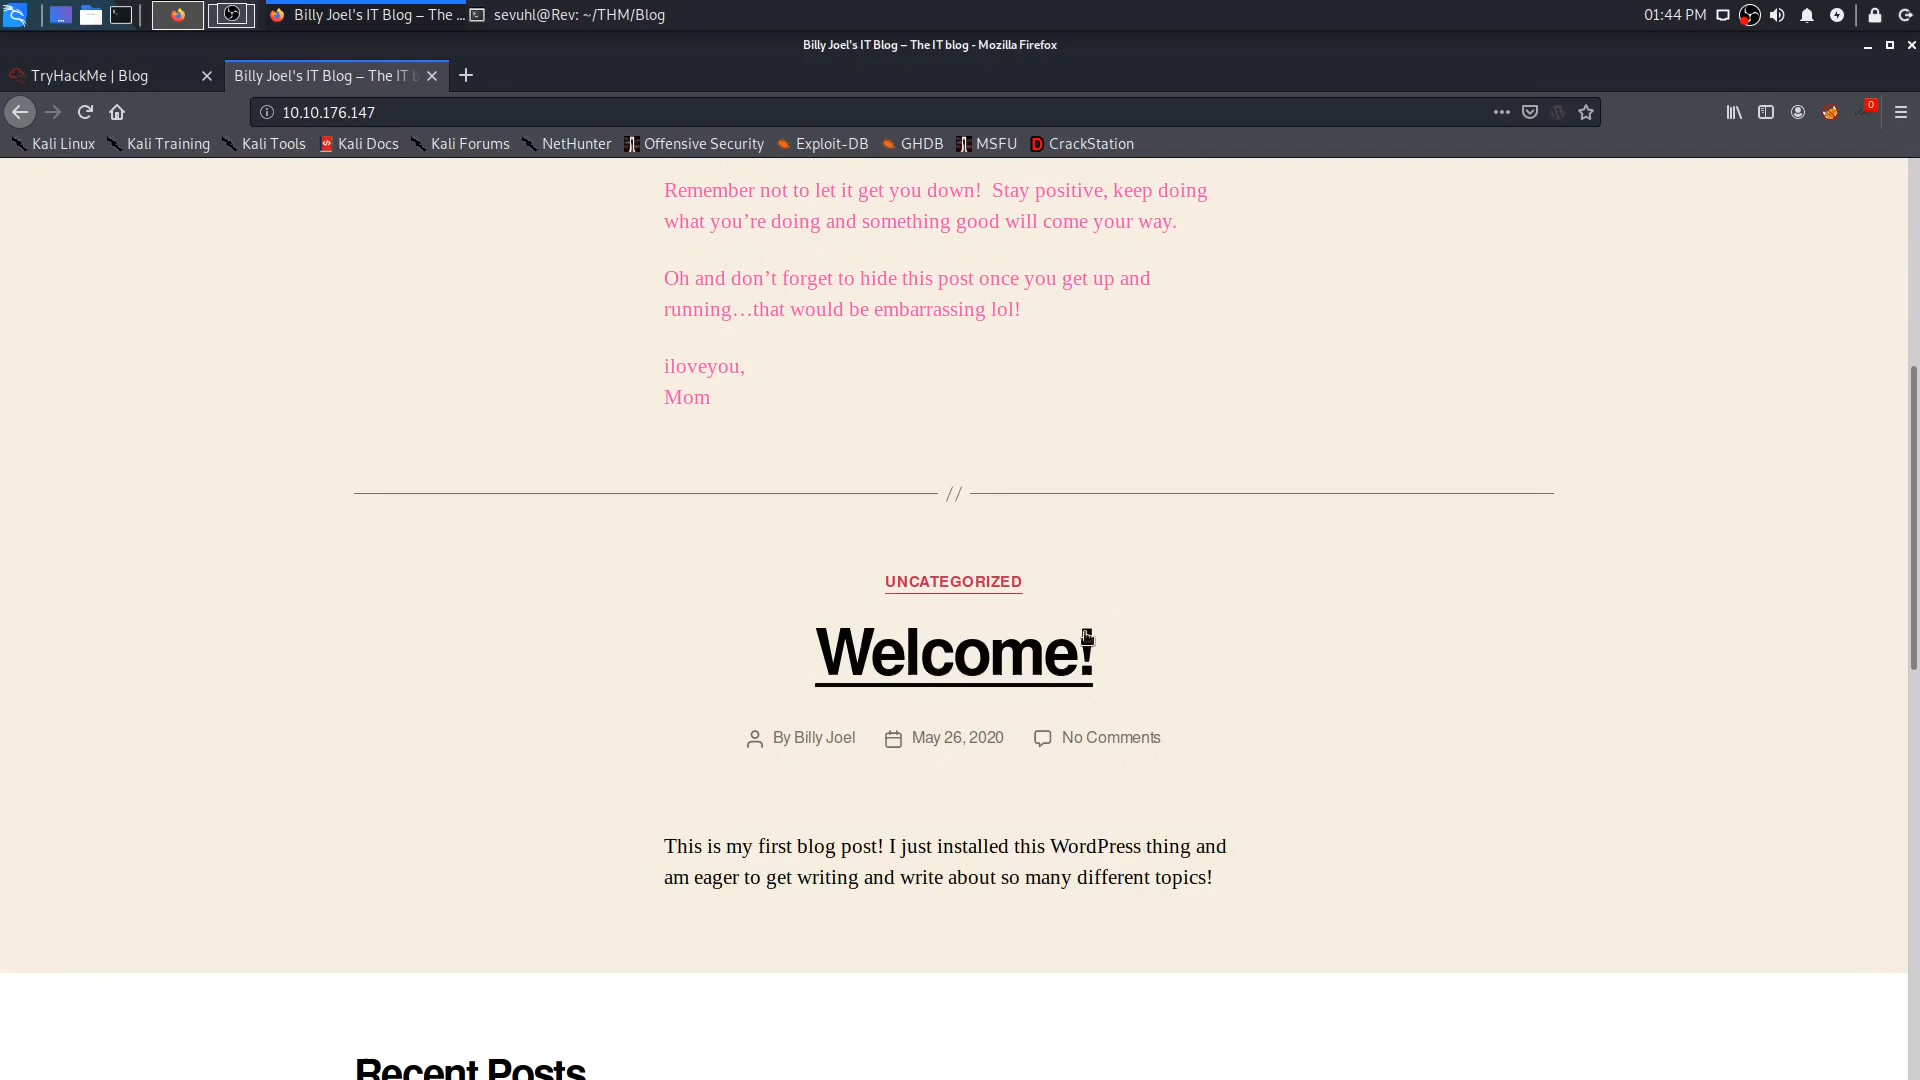 Billy Joel's IT Blog – The ...
sevuhl@Rev: ~/THM/Blog
01:44 PM
Billy Joel's IT Blog – The IT blog - Mozilla Firefox
TryHackMe | Blog
Billy Joel's IT Blog – The IT b
10.10.176.147
0
Kali Linux
Kali Training
Kali Tools
Kali Docs
Kali Forums
NetHunter
Offensive Security
Exploit-DB
GHDB
MSFU
CrackStation
Remember not to let it get you down!  Stay positive, keep doing
what you’re doing and something good will come your way.
Oh and don’t forget to hide this post once you get up and
running…that would be embarrassing lol!
iloveyou,
Mom
//
UNCATEGORIZED
Welcome!
By Billy Joel
May 26, 2020
No Comments
This is my first blog post! I just installed this WordPress thing and
am eager to get writing and write about so many different topics!
Recent Posts